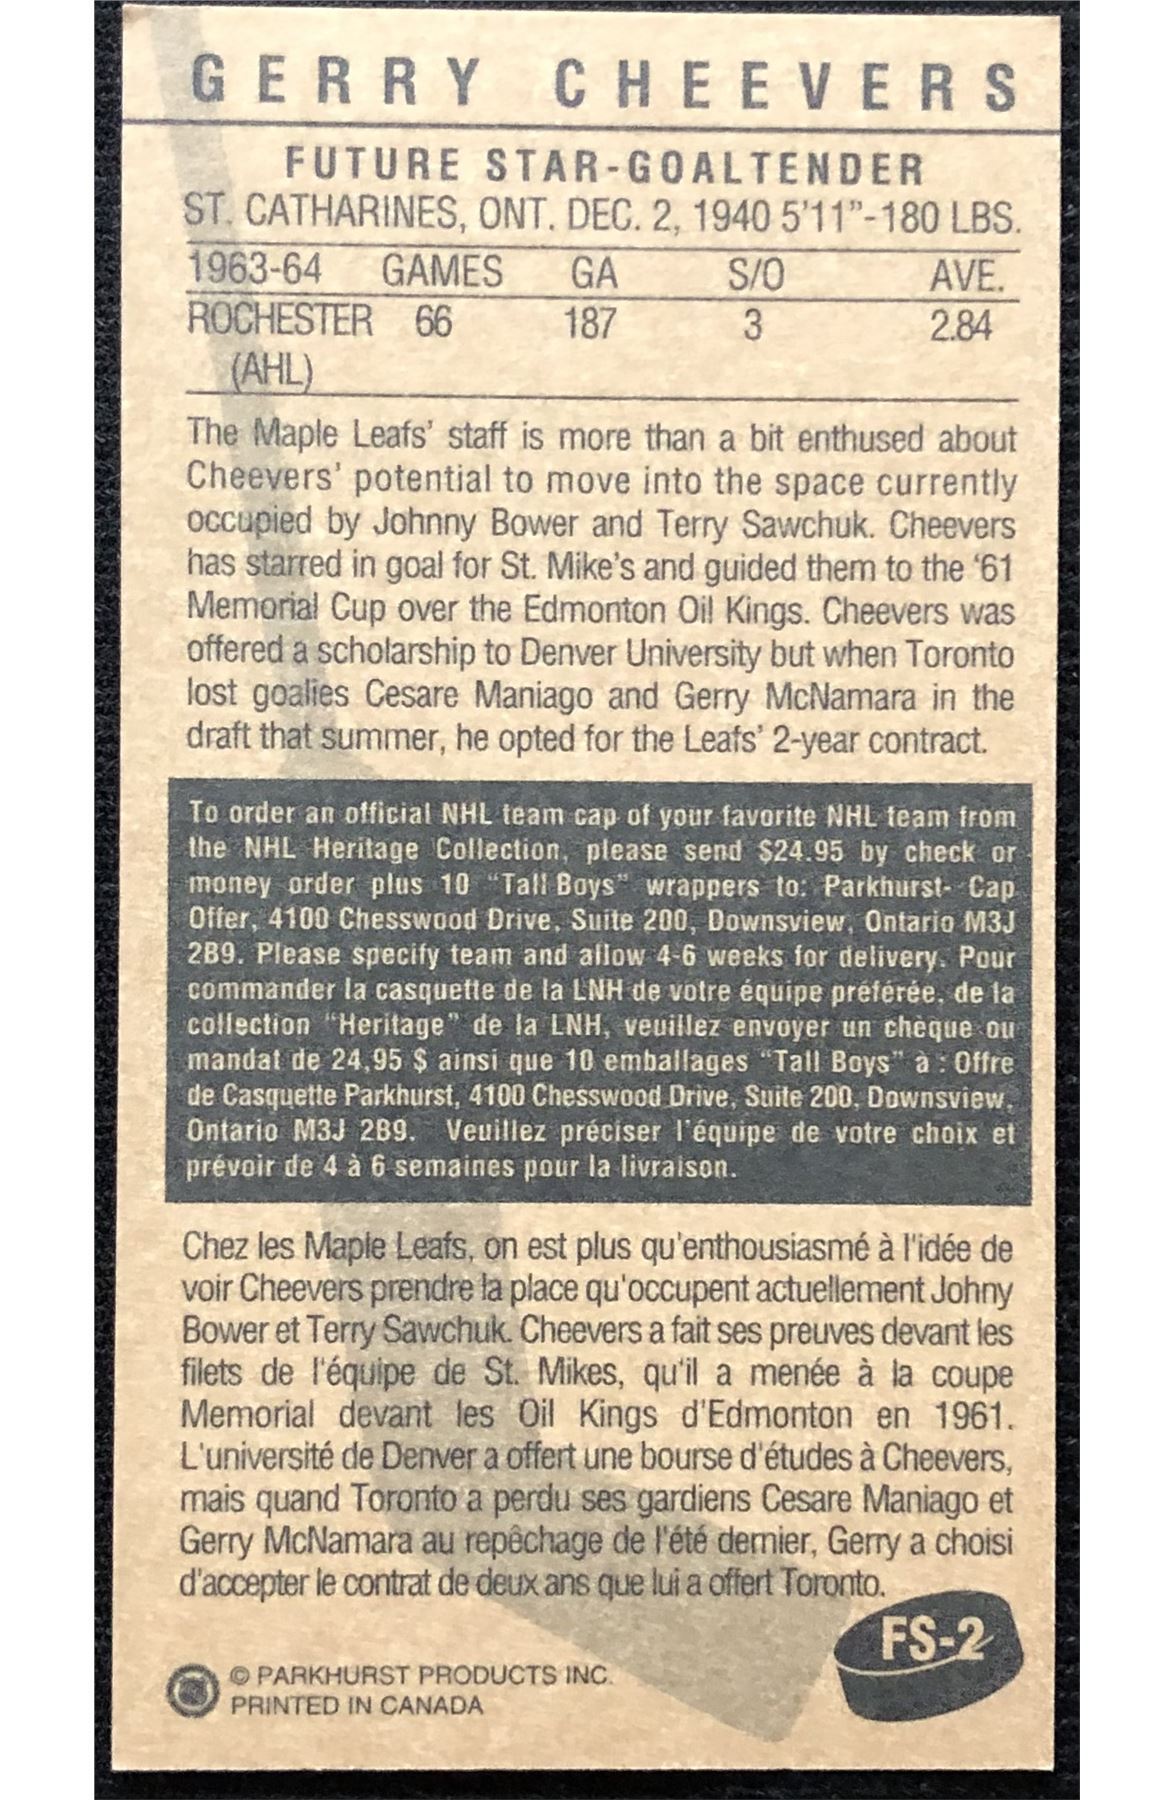 GERRY CHEEVERS
FUTURE STAR-GOALTENDER
ST. CATHARINES, ONT. DEC. 2, 1940 5'11"-180 LBS.
1963-64 GAMES GA S/O AVE.
ROCHESTER 66 187 3 2.84
(AHL)
The Maple Leafs' staff is more than a bit enthused about
Cheevers' potential to move into the space currently
occupied by Johnny Bower and Terry Sawchuk. Cheevers
has starred in goal for St. Mike's and guided them to the '61
Memorial Cup over the Edmonton Oil Kings. Cheevers was
offered a scholarship to Denver University but when Toronto
lost goalies Cesare Maniago and Gerry McNamara in the
draft that summer, he opted for the Leafs' 2-year contract.
To order an official NHL team cap of your favorite NHL team from
the NHL Heritage Collection, please send $24.95 by check or
money order plus 10 "Tall Boys" wrappers to: Parkhurst- Cap
Offer, 4100 Chesswood Drive, Suite 200, Downsview, Ontario M3J
2B9. Please specify team and allow 4-6 weeks for delivery. Pour
commander la casquette de la LNH de votre équipe préférée, de la
collection "Heritage" de la LNH, veuillez envoyer un chèque ou
mandat de 24,95 $ ainsi que 10 emballages "Tall Boys" à : Offre
de Casquette Parkhurst, 4100 Chesswood Drive, Suite 200, Downsview,
Ontario M3J 2B9. Veuillez préciser l'équipe de votre choix et
prévoir de 4 à 6 semaines pour la livraison.
Chez les Maple Leafs, on est plus qu'enthousiasmé à l'idée de
voir Cheevers prendre la place qu'occupent actuellement Johny
Bower et Terry Sawchuk. Cheevers a fait ses preuves devant les
filets de l'équipe de St. Mikes, qu'il a menée à la coupe
Memorial devant les Oil Kings d'Edmonton en 1961.
L'université de Denver a offert une bourse d'études à Cheevers,
mais quand Toronto a perdu ses gardiens Cesare Maniago et
Gerry McNamara au repêchage de l'été dernier, Gerry a choisi
d'accepter le contrat de deux ans que lui a offert Toronto.
FS-2
© PARKHURST PRODUCTS INC.
PRINTED IN CANADA